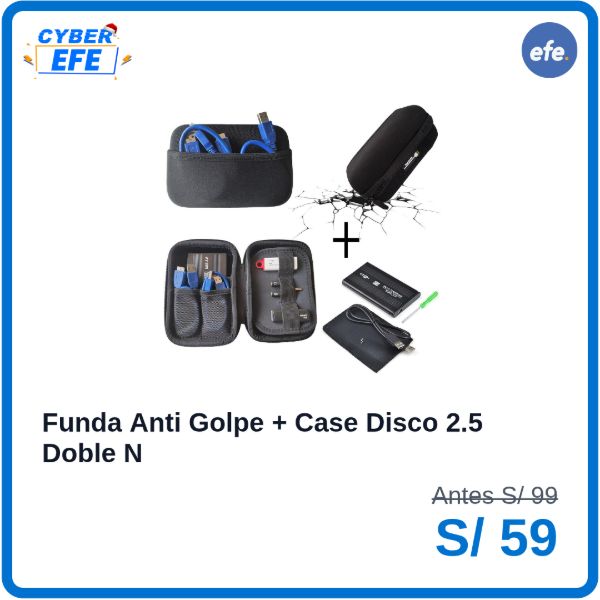 CYBER
EFE
efe.
Funda Anti Golpe + Case Disco 2.5
Doble N
Antes S/ 99
S/ 59